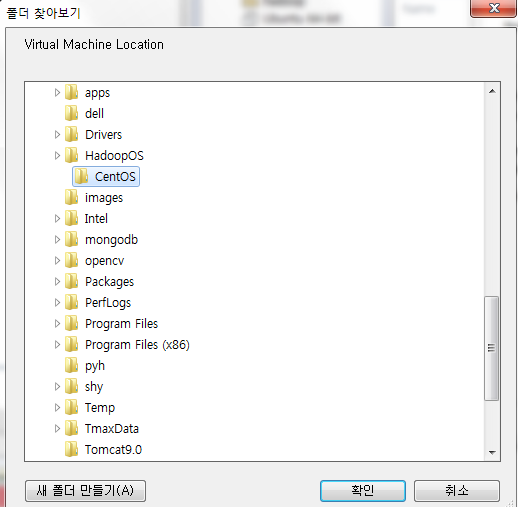 폴더 찾아보기
Virtual Machine Location
apps
dell
Drivers
HadoopOS
CentOS
images
Intel
mongodb
opencv
Packages
PerfLogs
Program Files
Program Files (x86)
pyh
shy
Temp
TmaxData
Tomcat9.0
새 폴더 만들기(A)
확인
취소